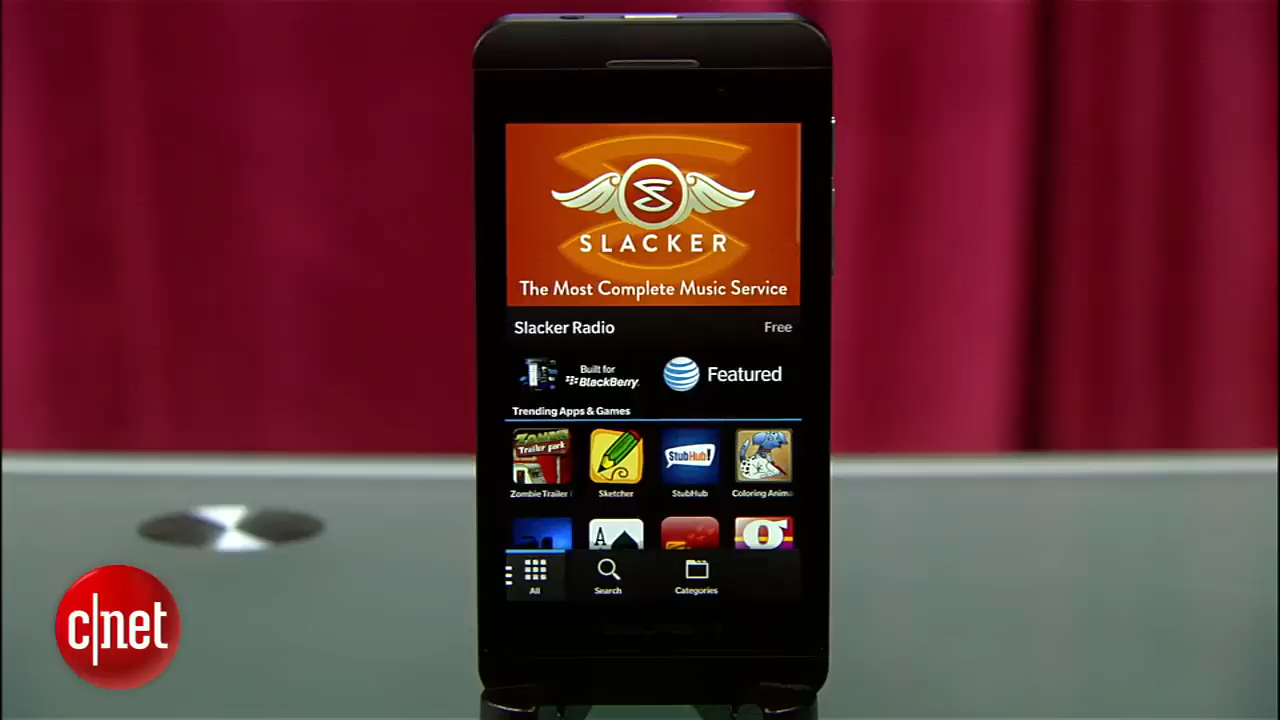 SLACKER
The Most Complete Music Service
Slacker Radio
Free
Built for
BlackBerry
Featured
Trending Apps & Games
ZOMBIE
Trailer park
StubHub!
Zombie Trailer
Sketcher
StubHub
Coloring Anima
A
g
All
Search
Categories
c|net